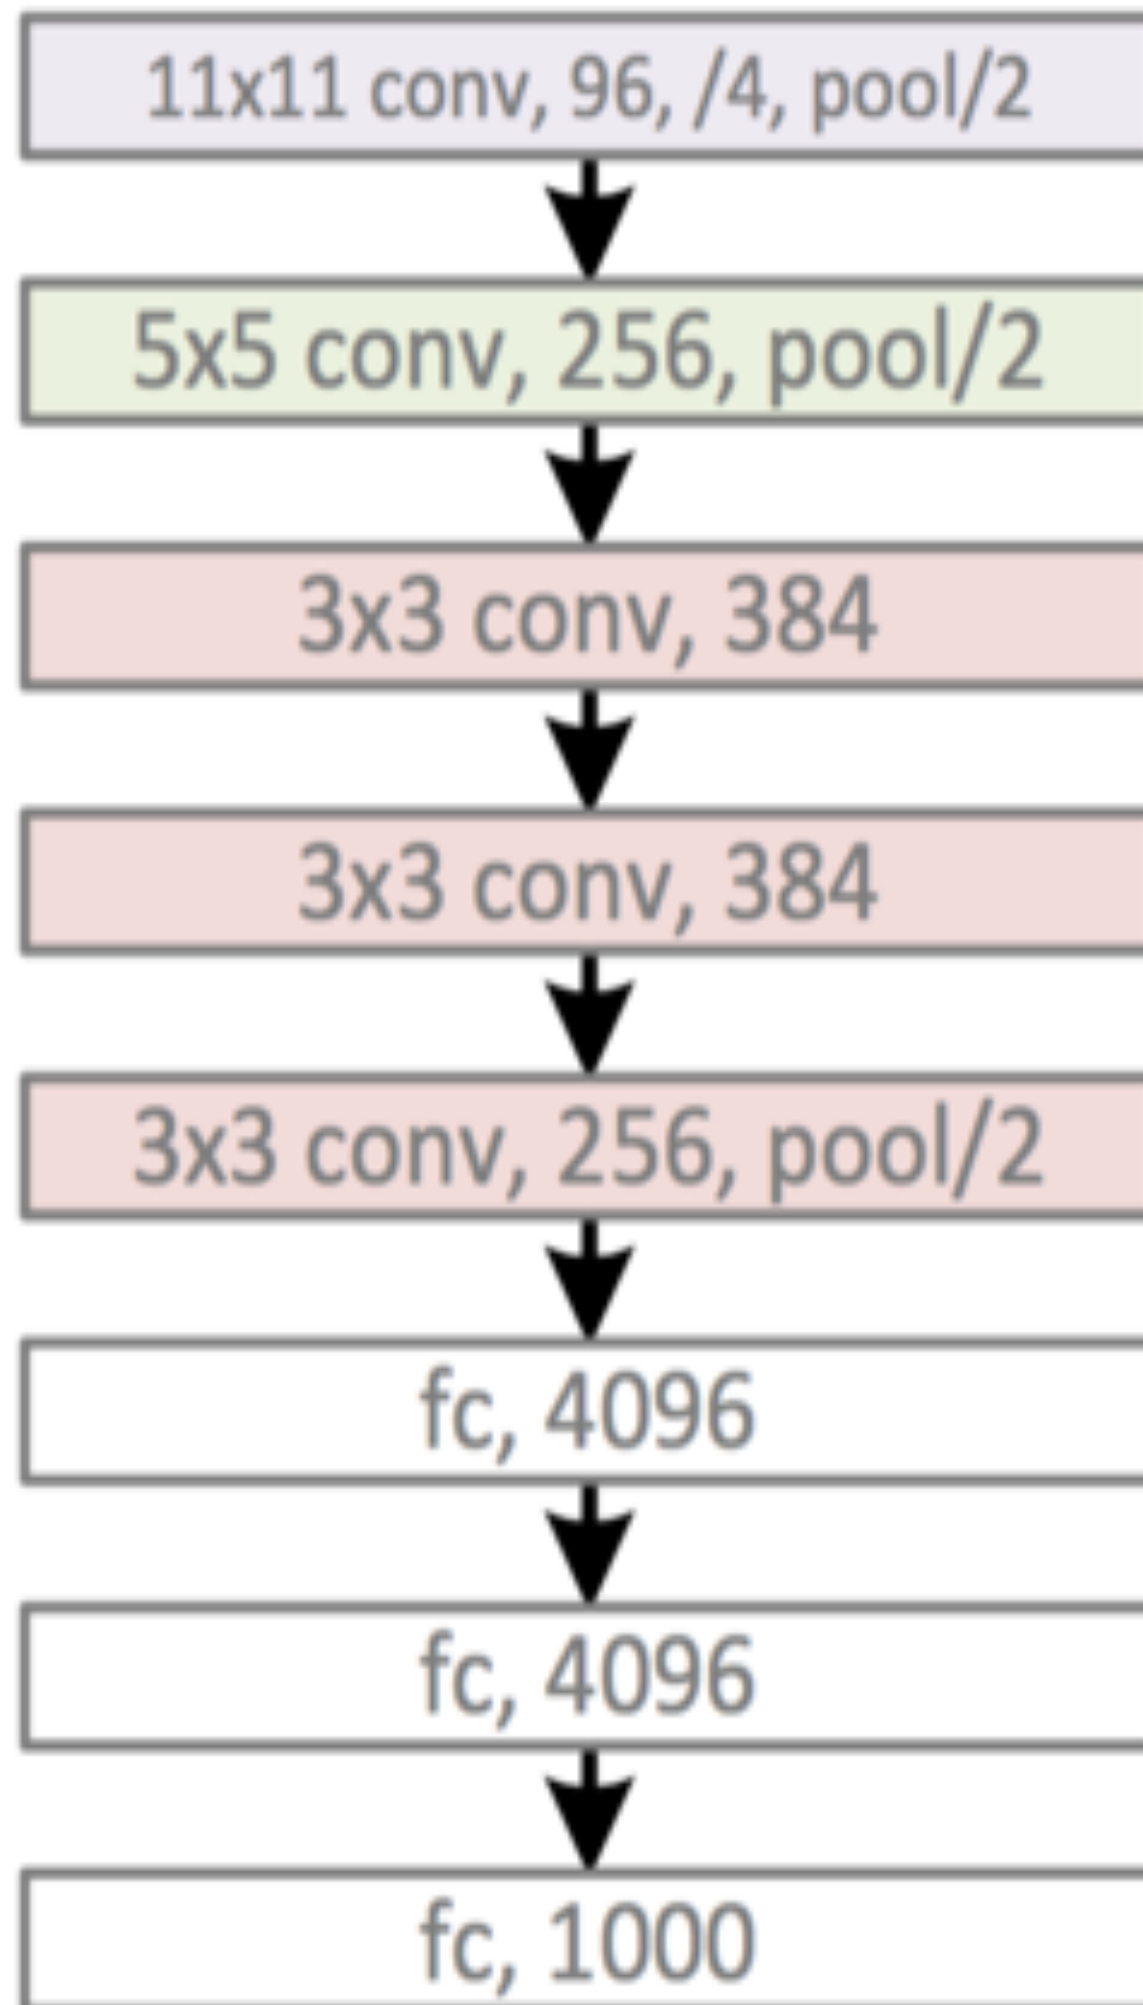 11x11 conv, 96, /4, pool/2
5x5 conv, 256, pool/2
3x3 conv, 384
3x3 conv, 384
3x3 conv, 256, pool/2
fc, 4096
fc, 4096
fc, 1000